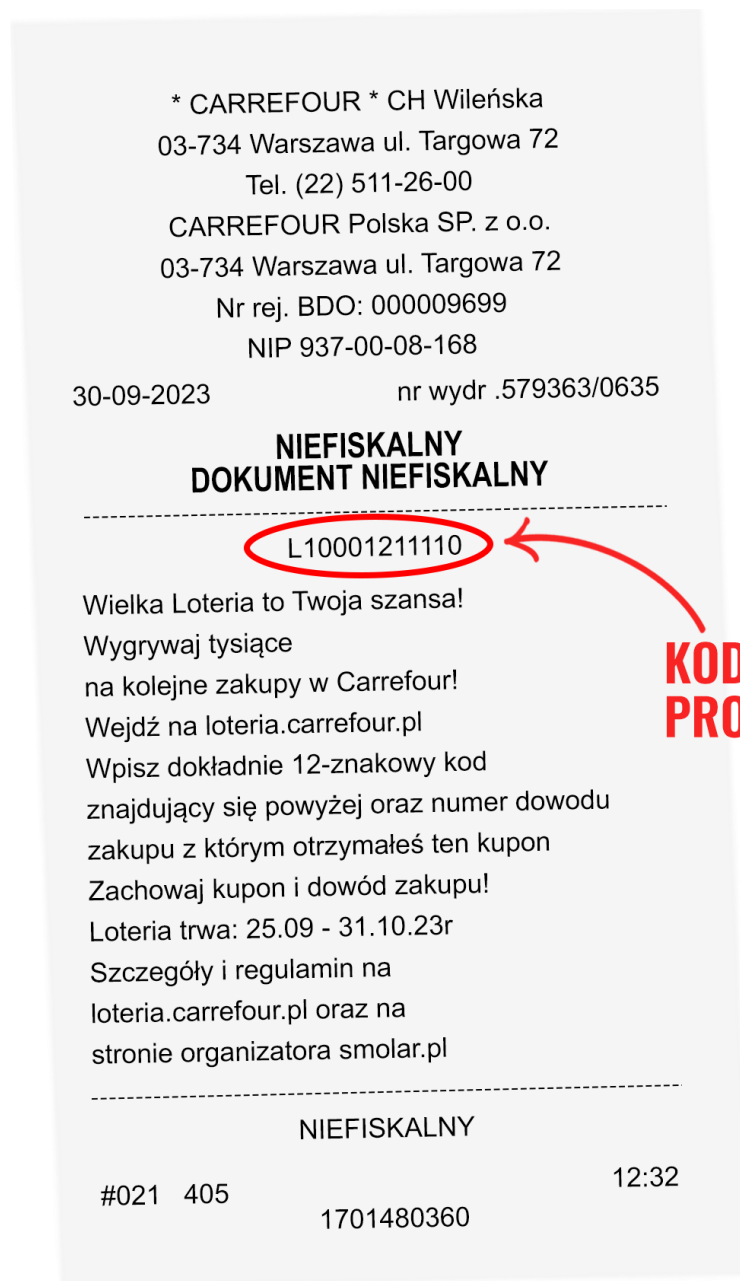 * CARREFOUR * CH Wileńska
03-734 Warszawa ul. Targowa 72
Tel. (22) 511-26-00
CARREFOUR Polska SP. z o.o.
03-734 Warszawa ul. Targowa 72
Nr rej. BDO: 000009699
NIP 937-00-08-168
30-09-2023 nr wydr .579363/0635
NIEFISKALNY
DOKUMENT NIEFISKALNY
L10001211110
Wielka Loteria to Twoja szansa!
Wygrywaj tysiące
na kolejne zakupy w Carrefour!
Wejdź na loteria.carrefour.pl
Wpisz dokładnie 12-znakowy kod
znajdujący się powyżej oraz numer dowodu
zakupu z którym otrzymałeś ten kupon
Zachowaj kupon i dowód zakupu!
Loteria trwa: 25.09 - 31.10.23r
Szczegóły i regulamin na
loteria.carrefour.pl oraz na
stronie organizatora smolar.pl
NIEFISKALNY
#021 405 12:32
1701480360
KOD
PRO